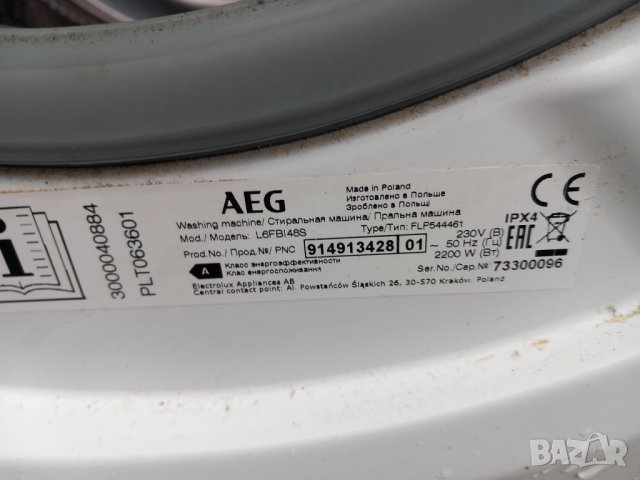 AEG
Made in Poland
Изготовлено в Польше
Зроблено в Польщі
Washing machine/ Стиральная машина/ Пральна машина
Mod./ Модель: L6FBI48S Type/Тип: FLP544461
Prod.No./ Прод.№/ PNC 914913428 01
230V (В)
~ 50 Hz (Гц)
2200 W (Вт)
IPX4
CE
EAC
A Класс энергоэффективности
Клас енергоспоживання
Ser.No./Сер.№ 73300096
Electrolux Appliances AB
Central contact point: Al. Powstańców Śląskich 26, 30-570 Kraków, Poland
3000040884
PLT063601
i
BAZAR